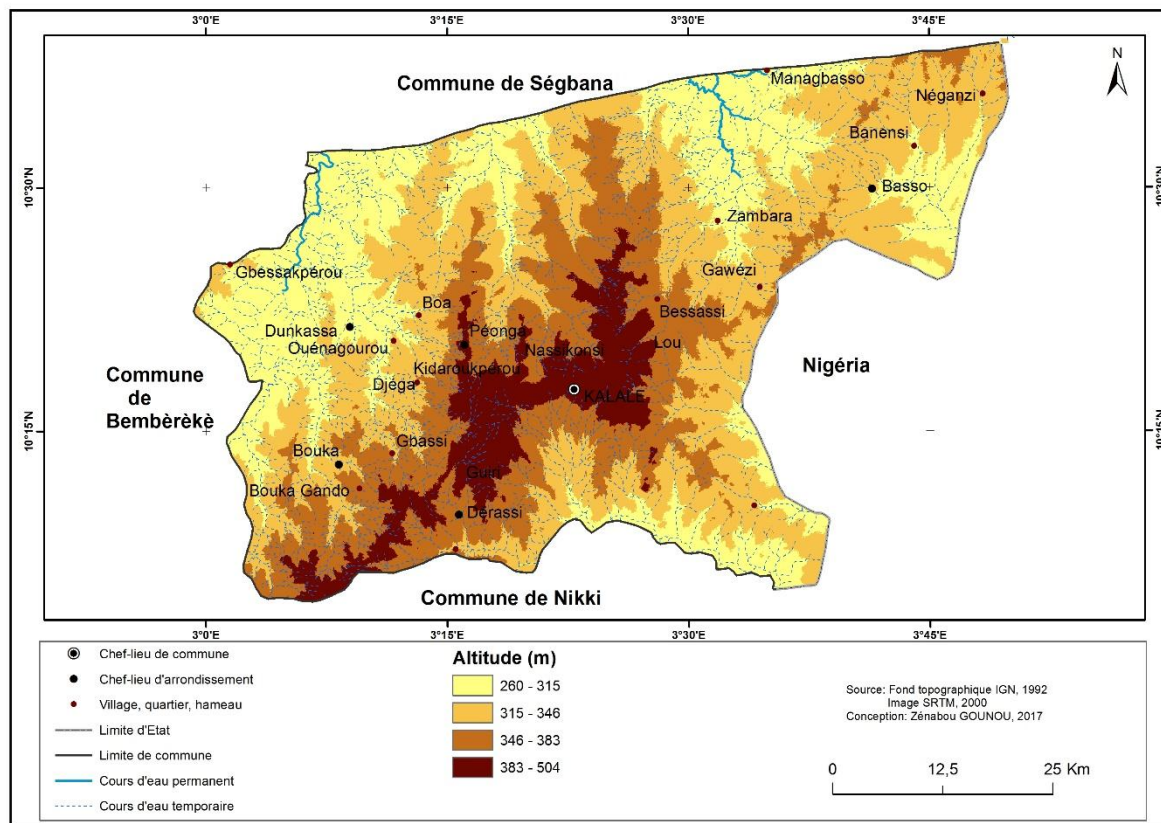 3°0'E 3°15'E 3°30'E 3°45'E
N
Commune de Ségbana
Managbasso
Néganzi
Banensi
10°30'N
10°30'N
Basso
Zambara
Gbessakpérou
Gawézi
Boa
Bessassi
Dunkassa
Péonga
Ouénagourou
Nassikonsi
Lou
Kidaroukpérou
Nigéria
Commune
de
Bembèrèkè
Djéga
KALALE
10°15'N
10°15'N
Gbassi
Bouka
Guiri
Bouka Gando
Dérassi
Commune de Nikki
3°0'E 3°15'E 3°30'E 3°45'E
Chef-lieu de commune
Chef-lieu d'arrondissement
Village, quartier, hameau
Limite d'Etat
Limite de commune
Cours d'eau permanent
Cours d'eau temporaire
Altitude (m)
260 - 315
315 - 346
346 - 383
383 - 504
Source: Fond topographique IGN, 1992
Image SRTM, 2000
Conception: Zénabou GOUNOU, 2017
0 12,5 25 Km